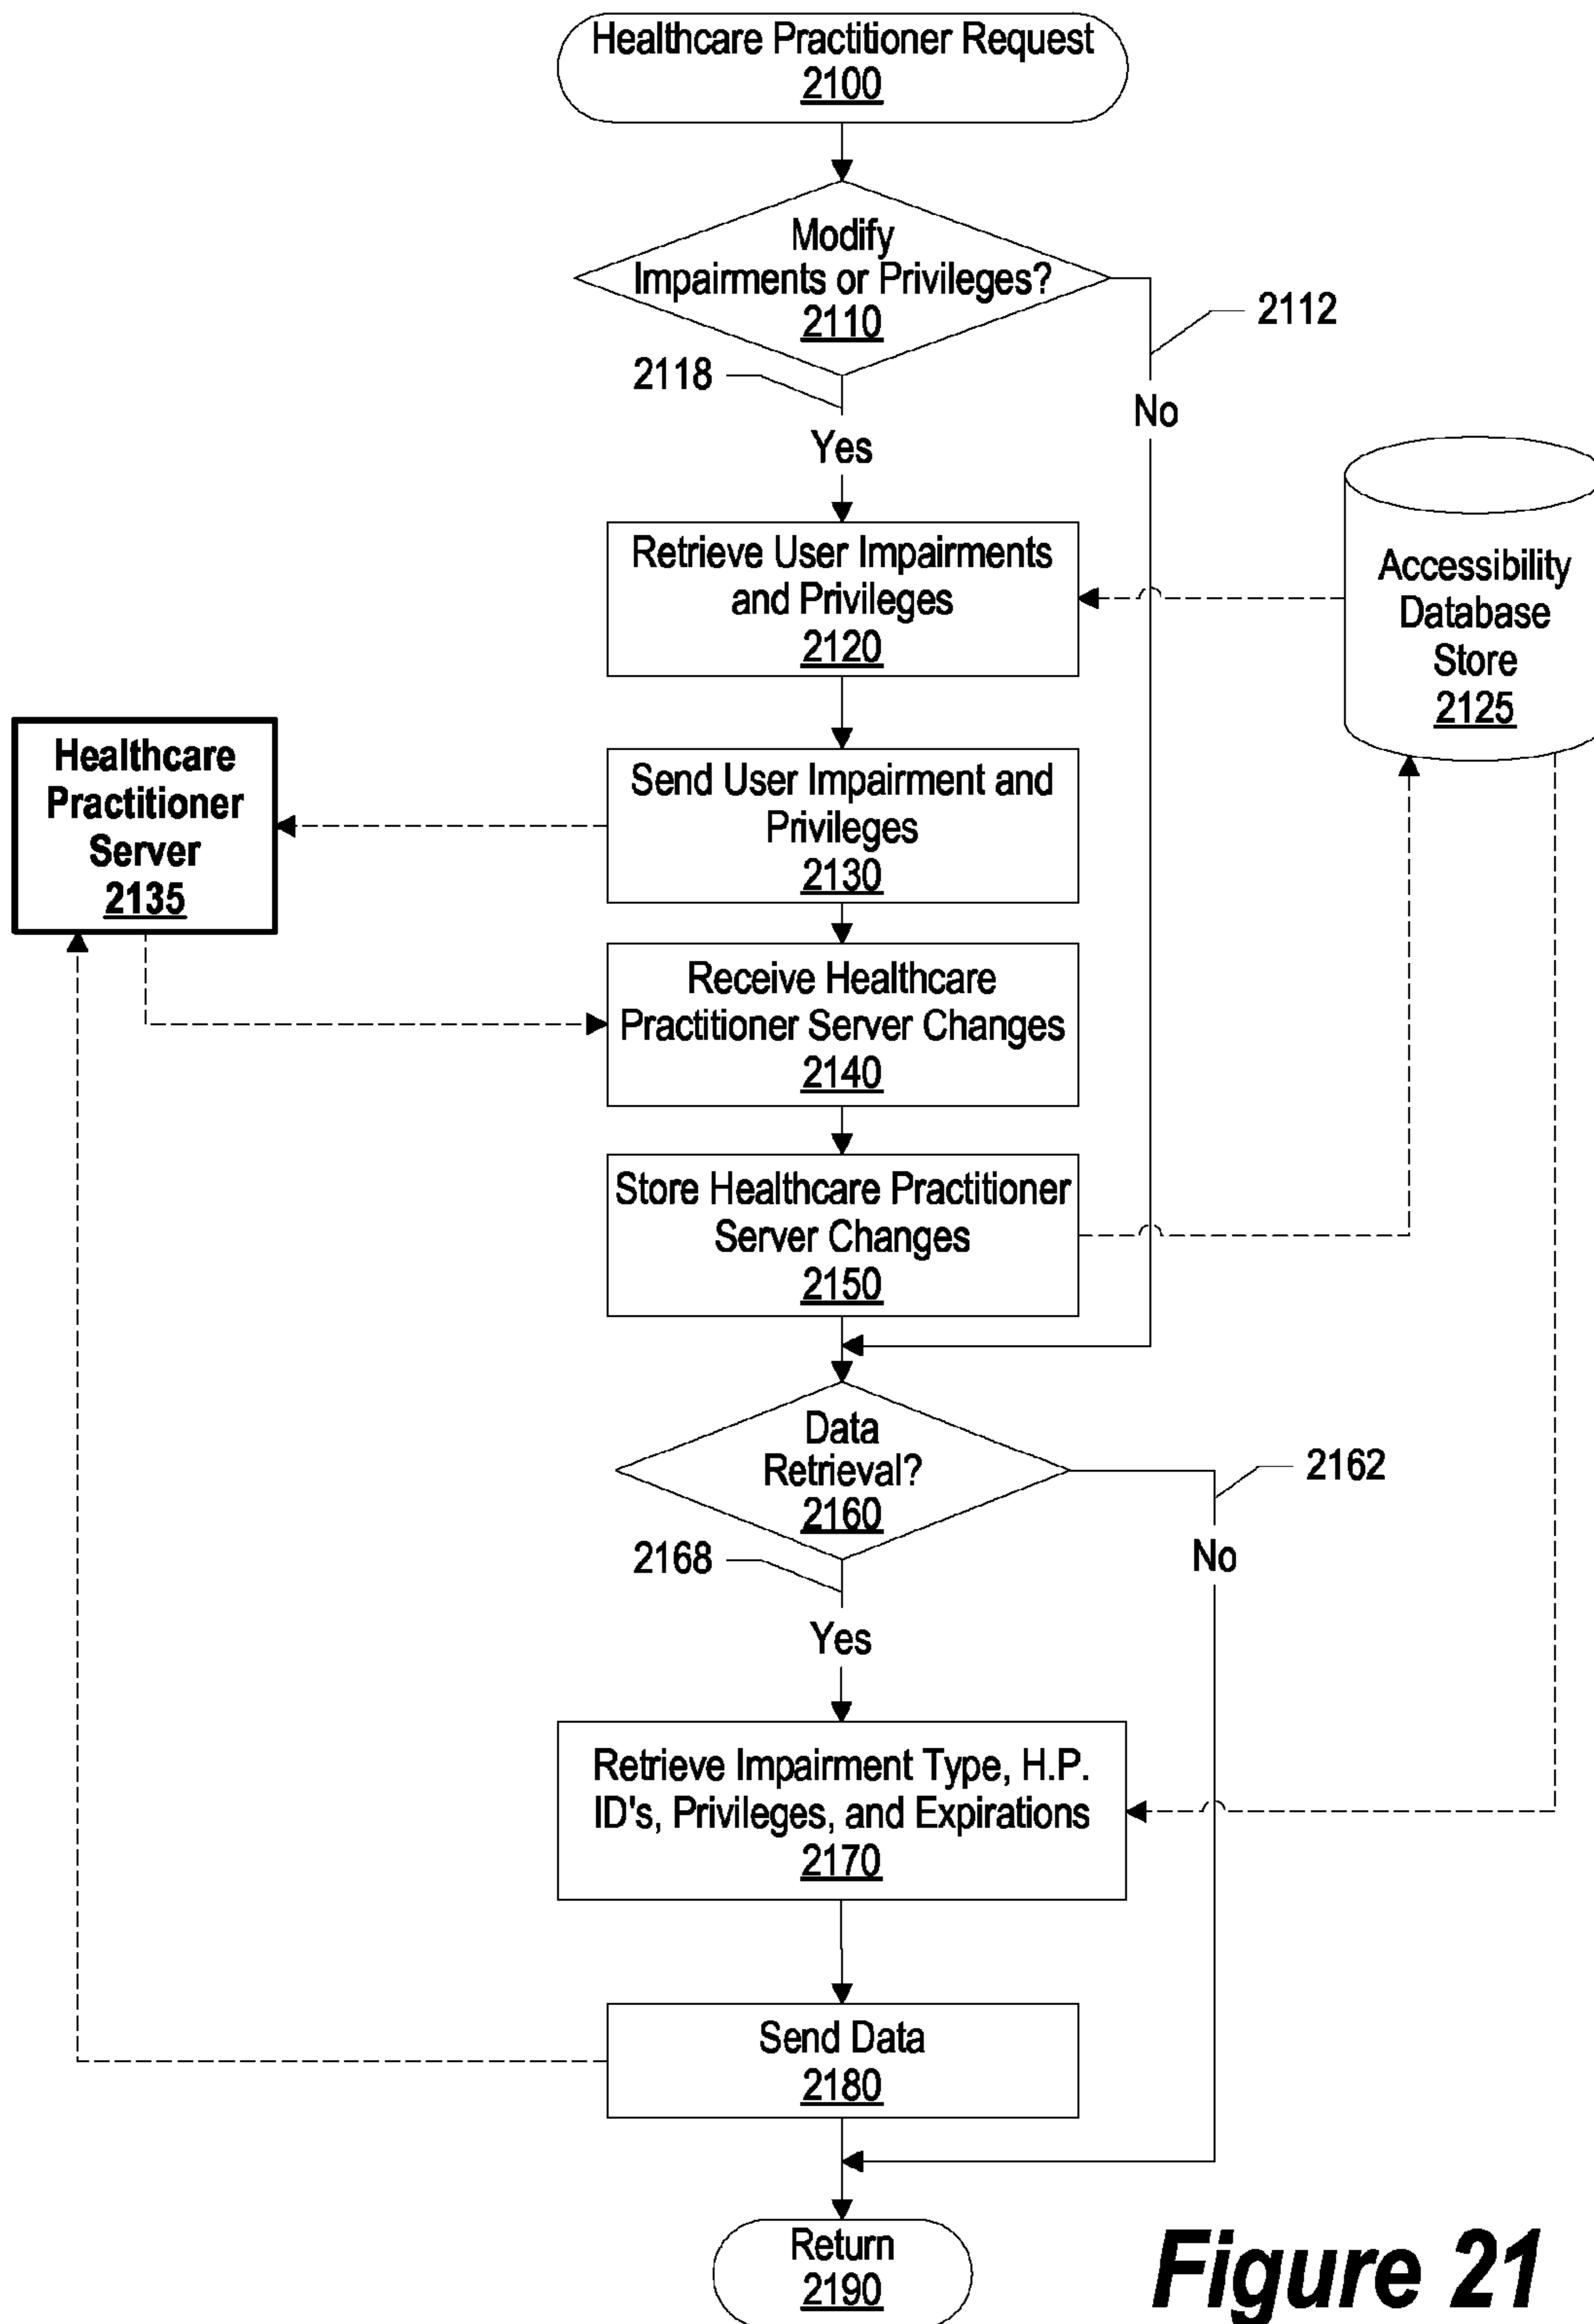 Healthcare Practitioner Request
2100
Modify
Impairments or Privileges?
2110
2112
2118
No
Yes
Retrieve User Impairments
and Privileges
2120
Accessibility
Database
Store
2125
Healthcare
Practitioner
Server
2135
Send User Impairment and
Privileges
2130
Receive Healthcare
Practitioner Server Changes
2140
Store Healthcare Practitioner
Server Changes
2150
Data
Retrieval?
2160
2162
2168
No
Yes
Retrieve Impairment Type, H.P.
ID's, Privileges, and Expirations
2170
Send Data
2180
Return
2190
Figure 21